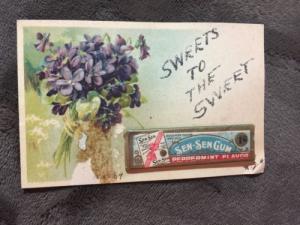 SWEETS
TO
THE
SWEET
SEN-SEN GUM
PEPPERMINT FLAVOR